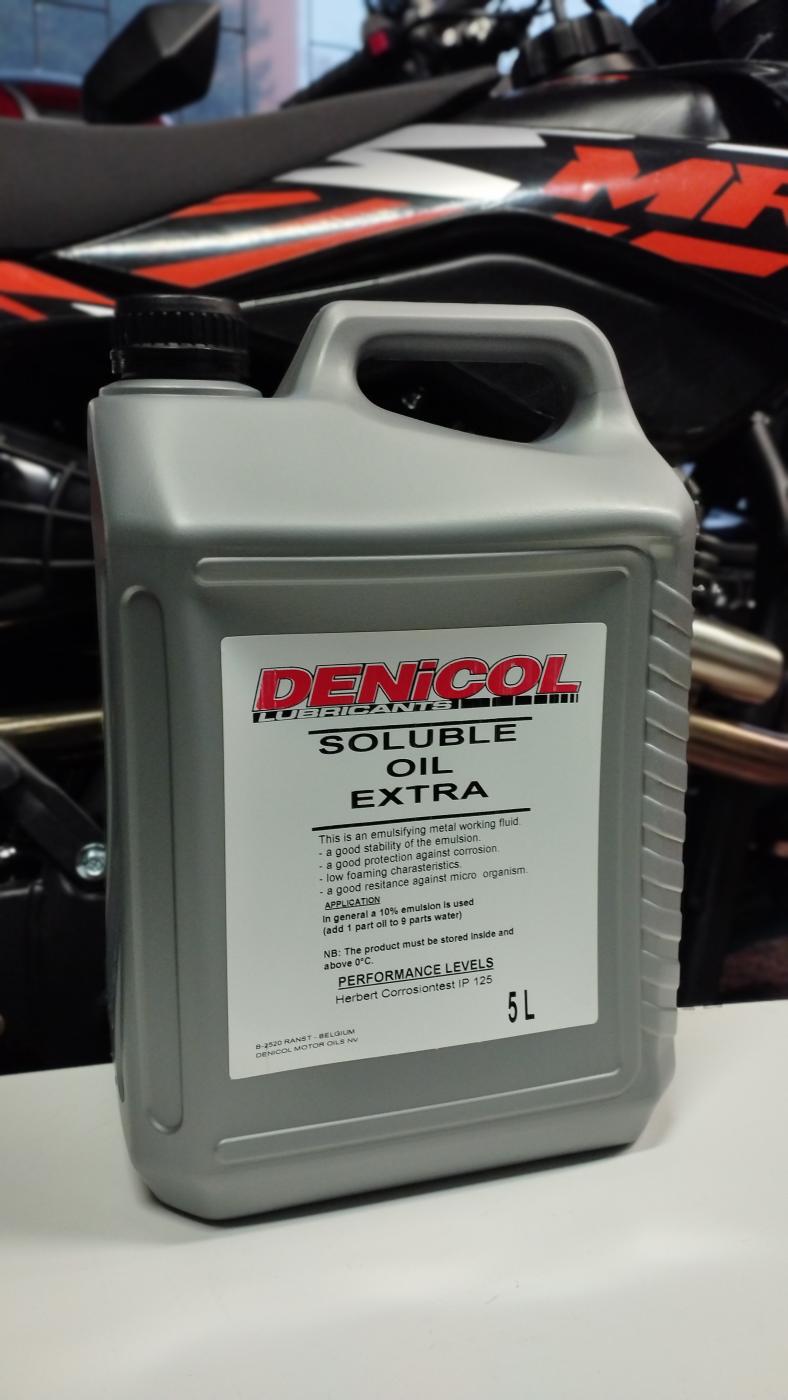 MR
DENiCOL
LUBRICANTS
SOLUBLE
OIL
EXTRA
This is an emulsifying metal working fluid.
- a good stability of the emulsion.
- a good protection against corrosion.
- low foaming charasteristics.
- a good resitance against micro organism.
APPLICATION
In general a 10% emulsion is used
(add 1 part oil to 9 parts water)
NB: The product must be stored inside and
above 0°C.
PERFORMANCE LEVELS
Herbert Corrosiontest IP 125
5 L
B-2520 RANST - BELGIUM
DENICOL MOTOR OILS NV